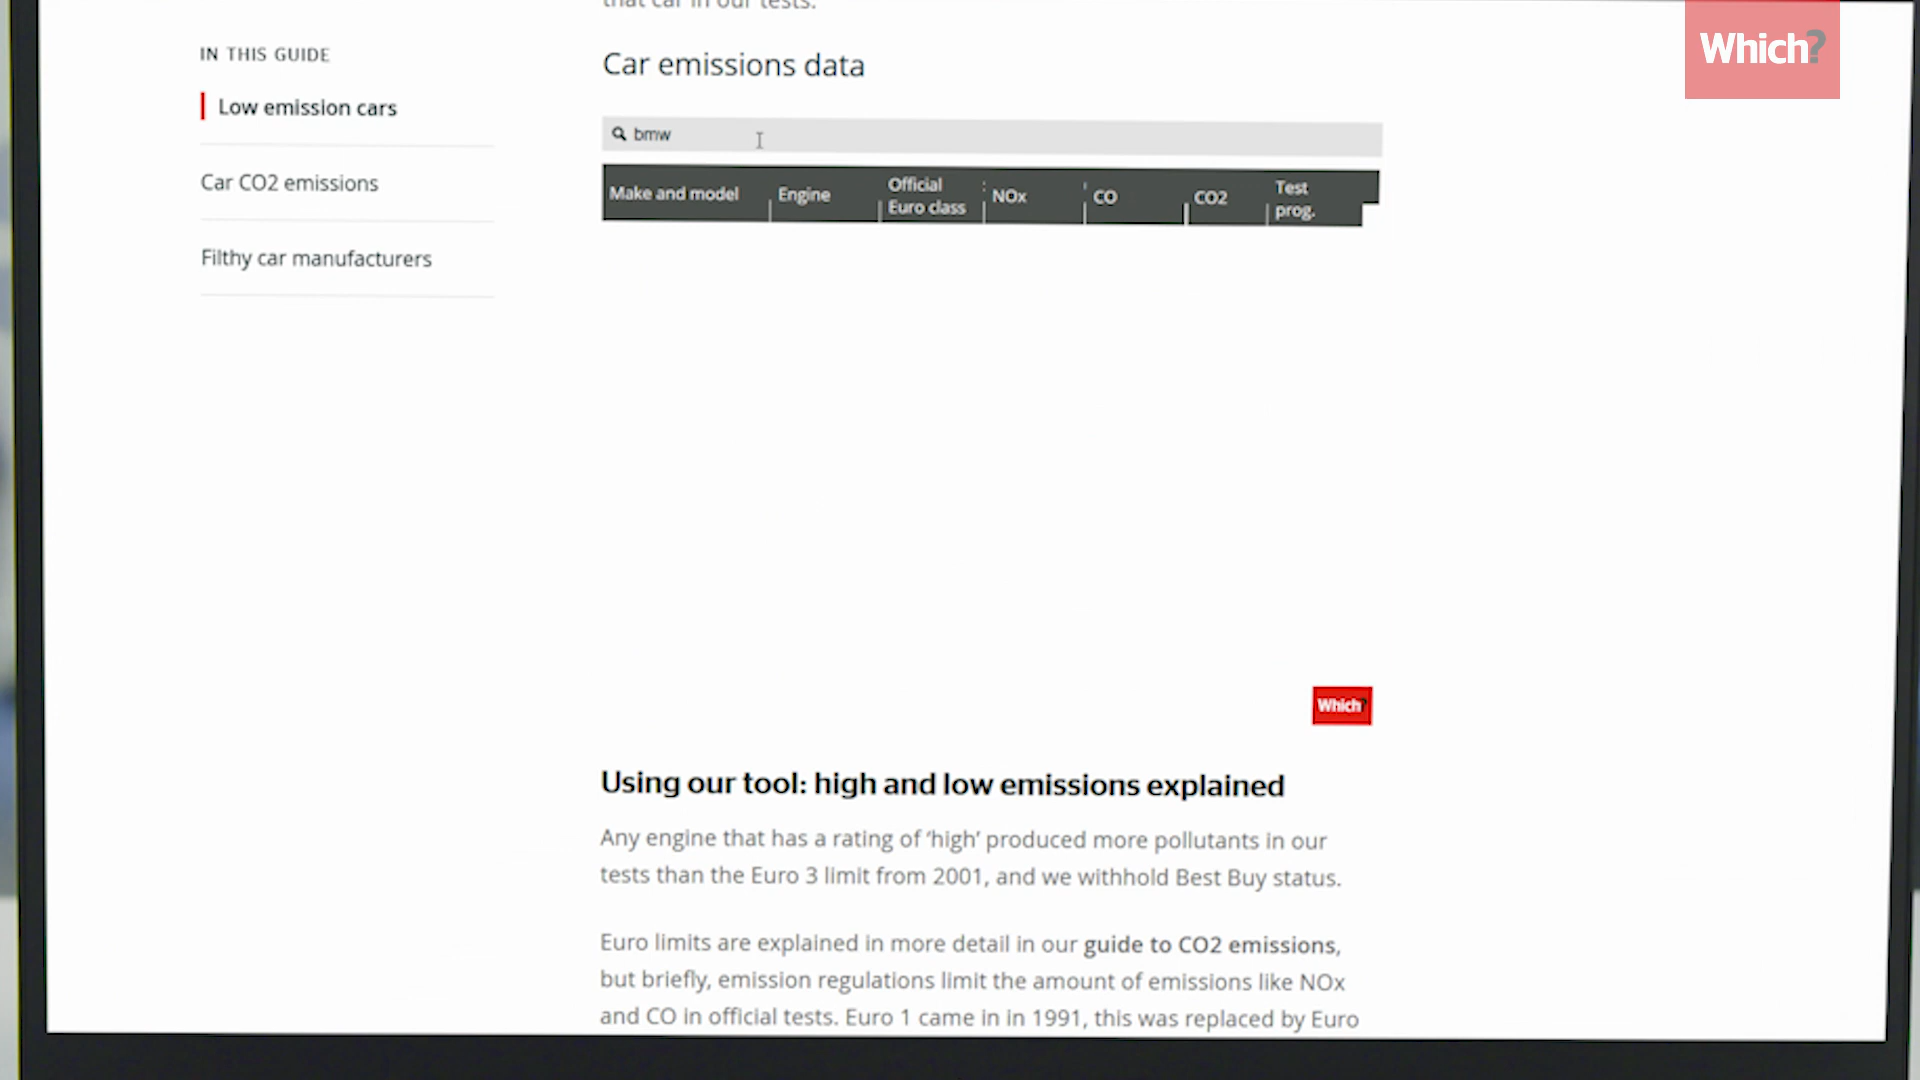 that car in our tests.
Which?
IN THIS GUIDE
Low emission cars
Car CO2 emissions
Filthy car manufacturers
Car emissions data
bmw
Make and model
Engine
Official
Euro class
NOx
CO
CO2
Test
prog.
Which?
Using our tool: high and low emissions explained
Any engine that has a rating of ‘high’ produced more pollutants in our
tests than the Euro 3 limit from 2001, and we withhold Best Buy status.
Euro limits are explained in more detail in our guide to CO2 emissions,
but briefly, emission regulations limit the amount of emissions like NOx
and CO in official tests. Euro 1 came in in 1991, this was replaced by Euro